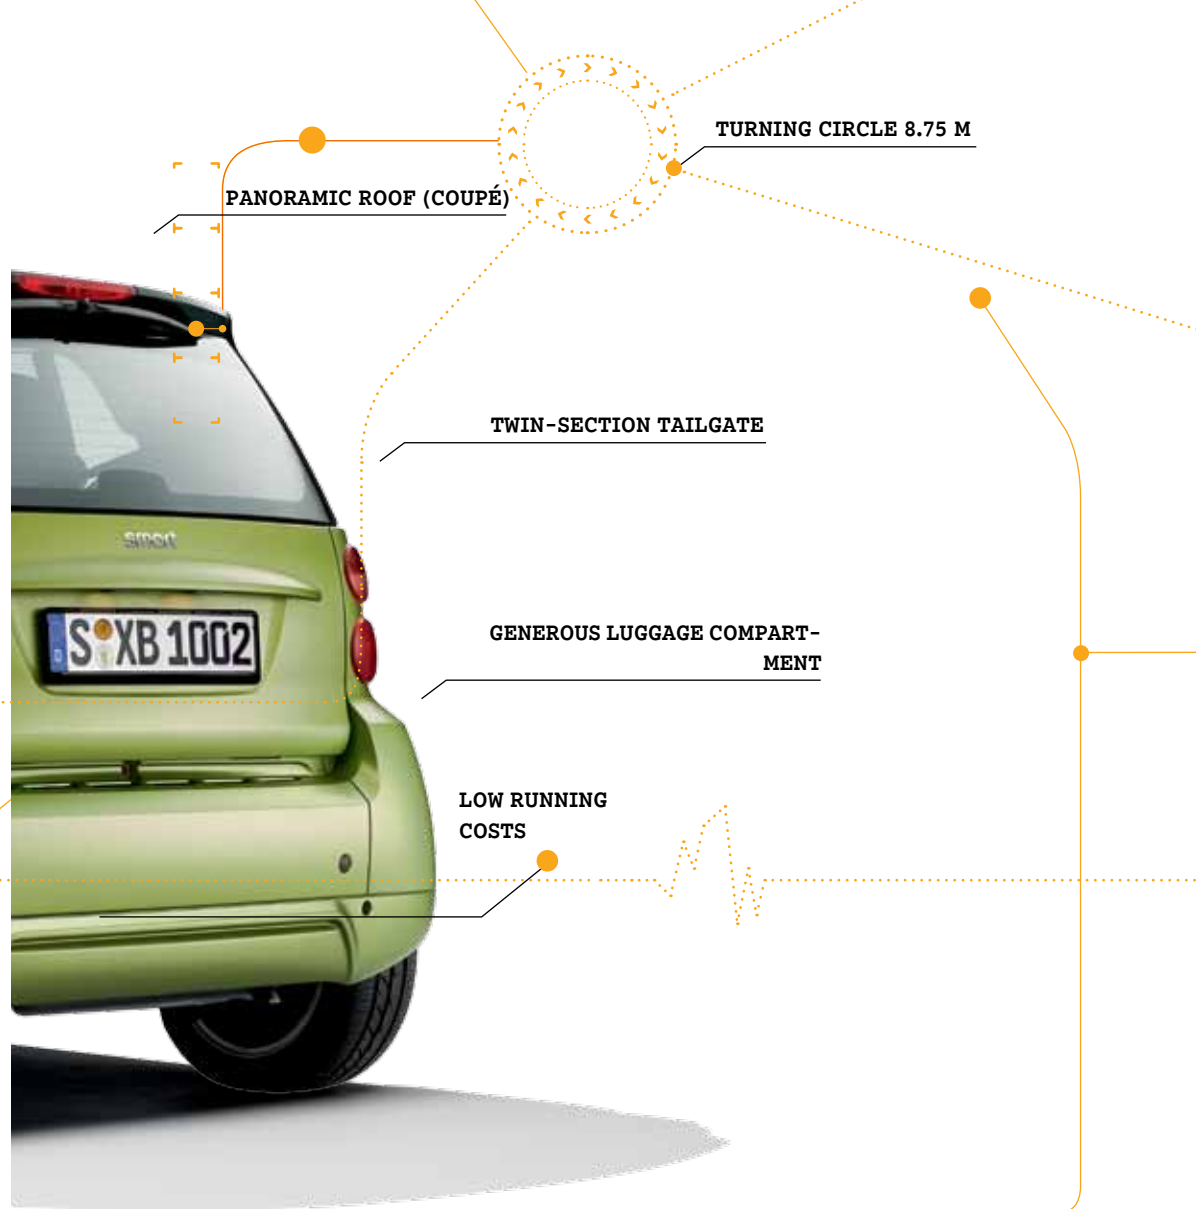 TURNING CIRCLE 8.75 M
PANORAMIC ROOF (COUPÉ)
TWIN-SECTION TAILGATE
smart
S XB 1002
GENEROUS LUGGAGE COMPART-
MENT
LOW RUNNING
COSTS